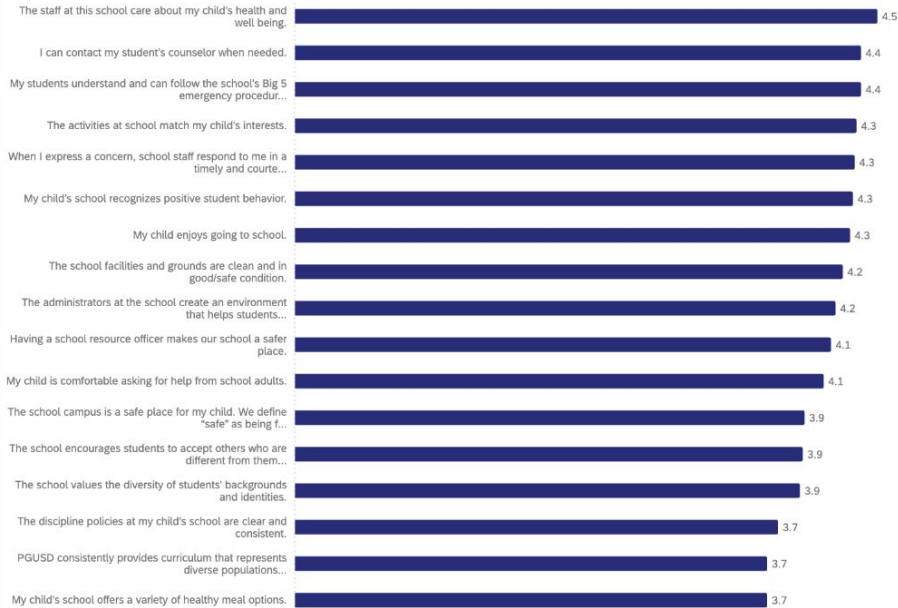 The staff at this school care about my child's health and
well being.
4.5
I can contact my student's counselor when needed.
4.4
My students understand and can follow the school's Big 5
emergency procedur...
4.4
The activities at school match my child's interests.
4.3
When I express a concern, school staff respond to me in a
timely and courte...
4.3
My child's school recognizes positive student behavior.
4.3
My child enjoys going to school.
4.3
The school facilities and grounds are clean and in
good/safe condition.
4.2
The administrators at the school create an environment
that helps students...
4.2
Having a school resource officer makes our school a safer
place.
4.1
My child is comfortable asking for help from school adults.
4.1
The school campus is a safe place for my child. We define
“safe” as being f...
3.9
The school encourages students to accept others who are
different from them...
3.9
The school values the diversity of students' backgrounds
and identities.
3.9
The discipline policies at my child's school are clear and
consistent.
3.7
PGUSD consistently provides curriculum that represents
diverse populations...
3.7
My child's school offers a variety of healthy meal options.
3.7